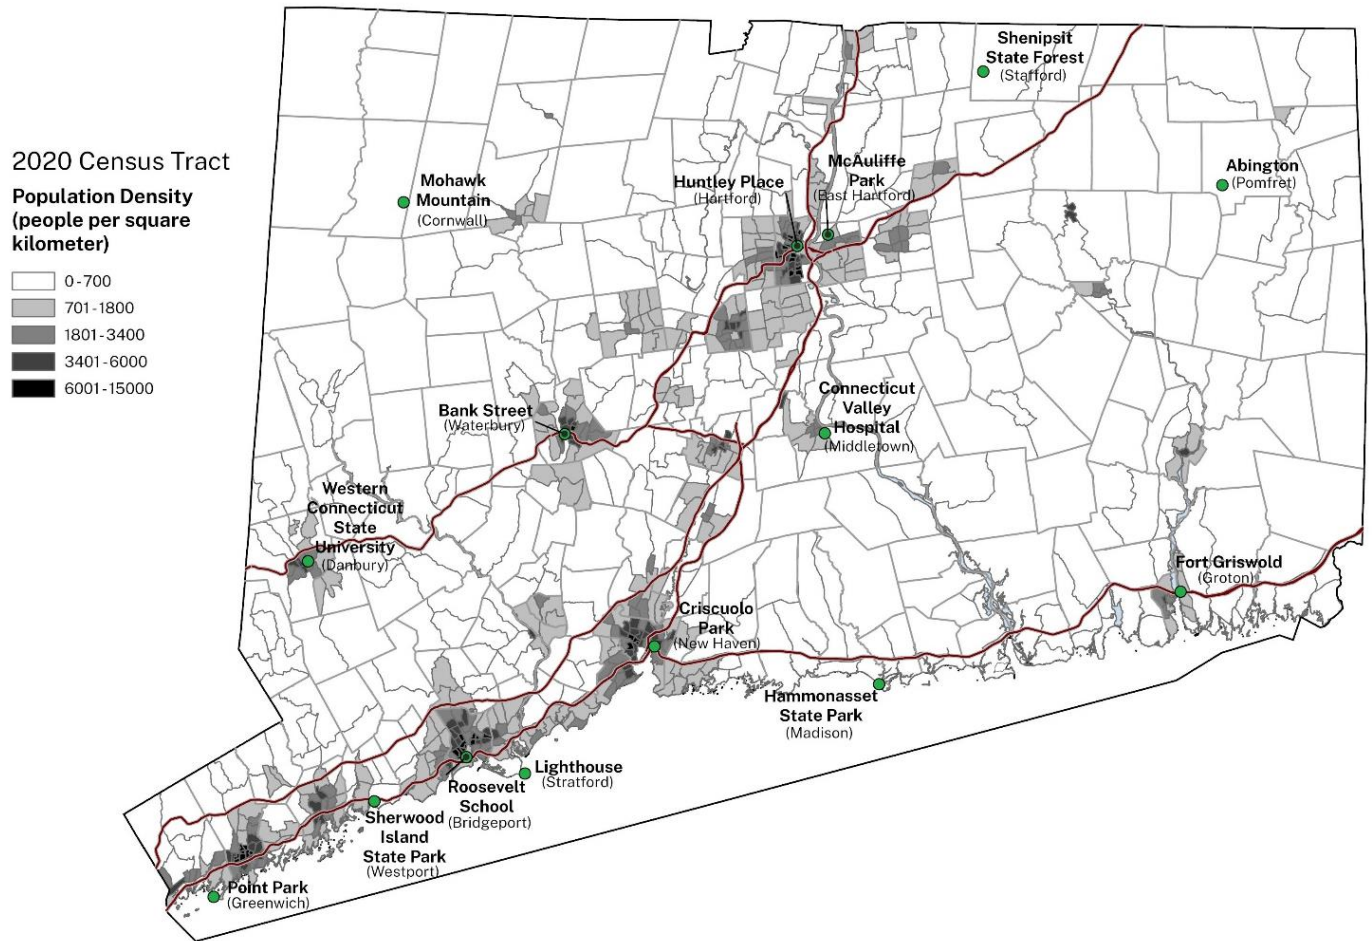 2020 Census Tract
Population Density
(people per square
kilometer)
0-700
701-1800
1801-3400
3401-6000
6001-15000
Shenipsit
State Forest
(Stafford)
McAuliffe
Park
(East Hartford)
Huntley Place
(Hartford)
Abington
(Pomfret)
Mohawk
Mountain
(Cornwall)
Connecticut
Valley
Hospital
(Middletown)
Bank Street
(Waterbury)
Western
Connecticut
State
University
(Danbury)
Fort Griswold
(Groton)
Criscuolo
Park
(New Haven)
Hammonasset
State Park
(Madison)
Lighthouse
(Stratford)
Roosevelt
School
(Bridgeport)
Sherwood
Island
State Park
(Westport)
Point Park
(Greenwich)